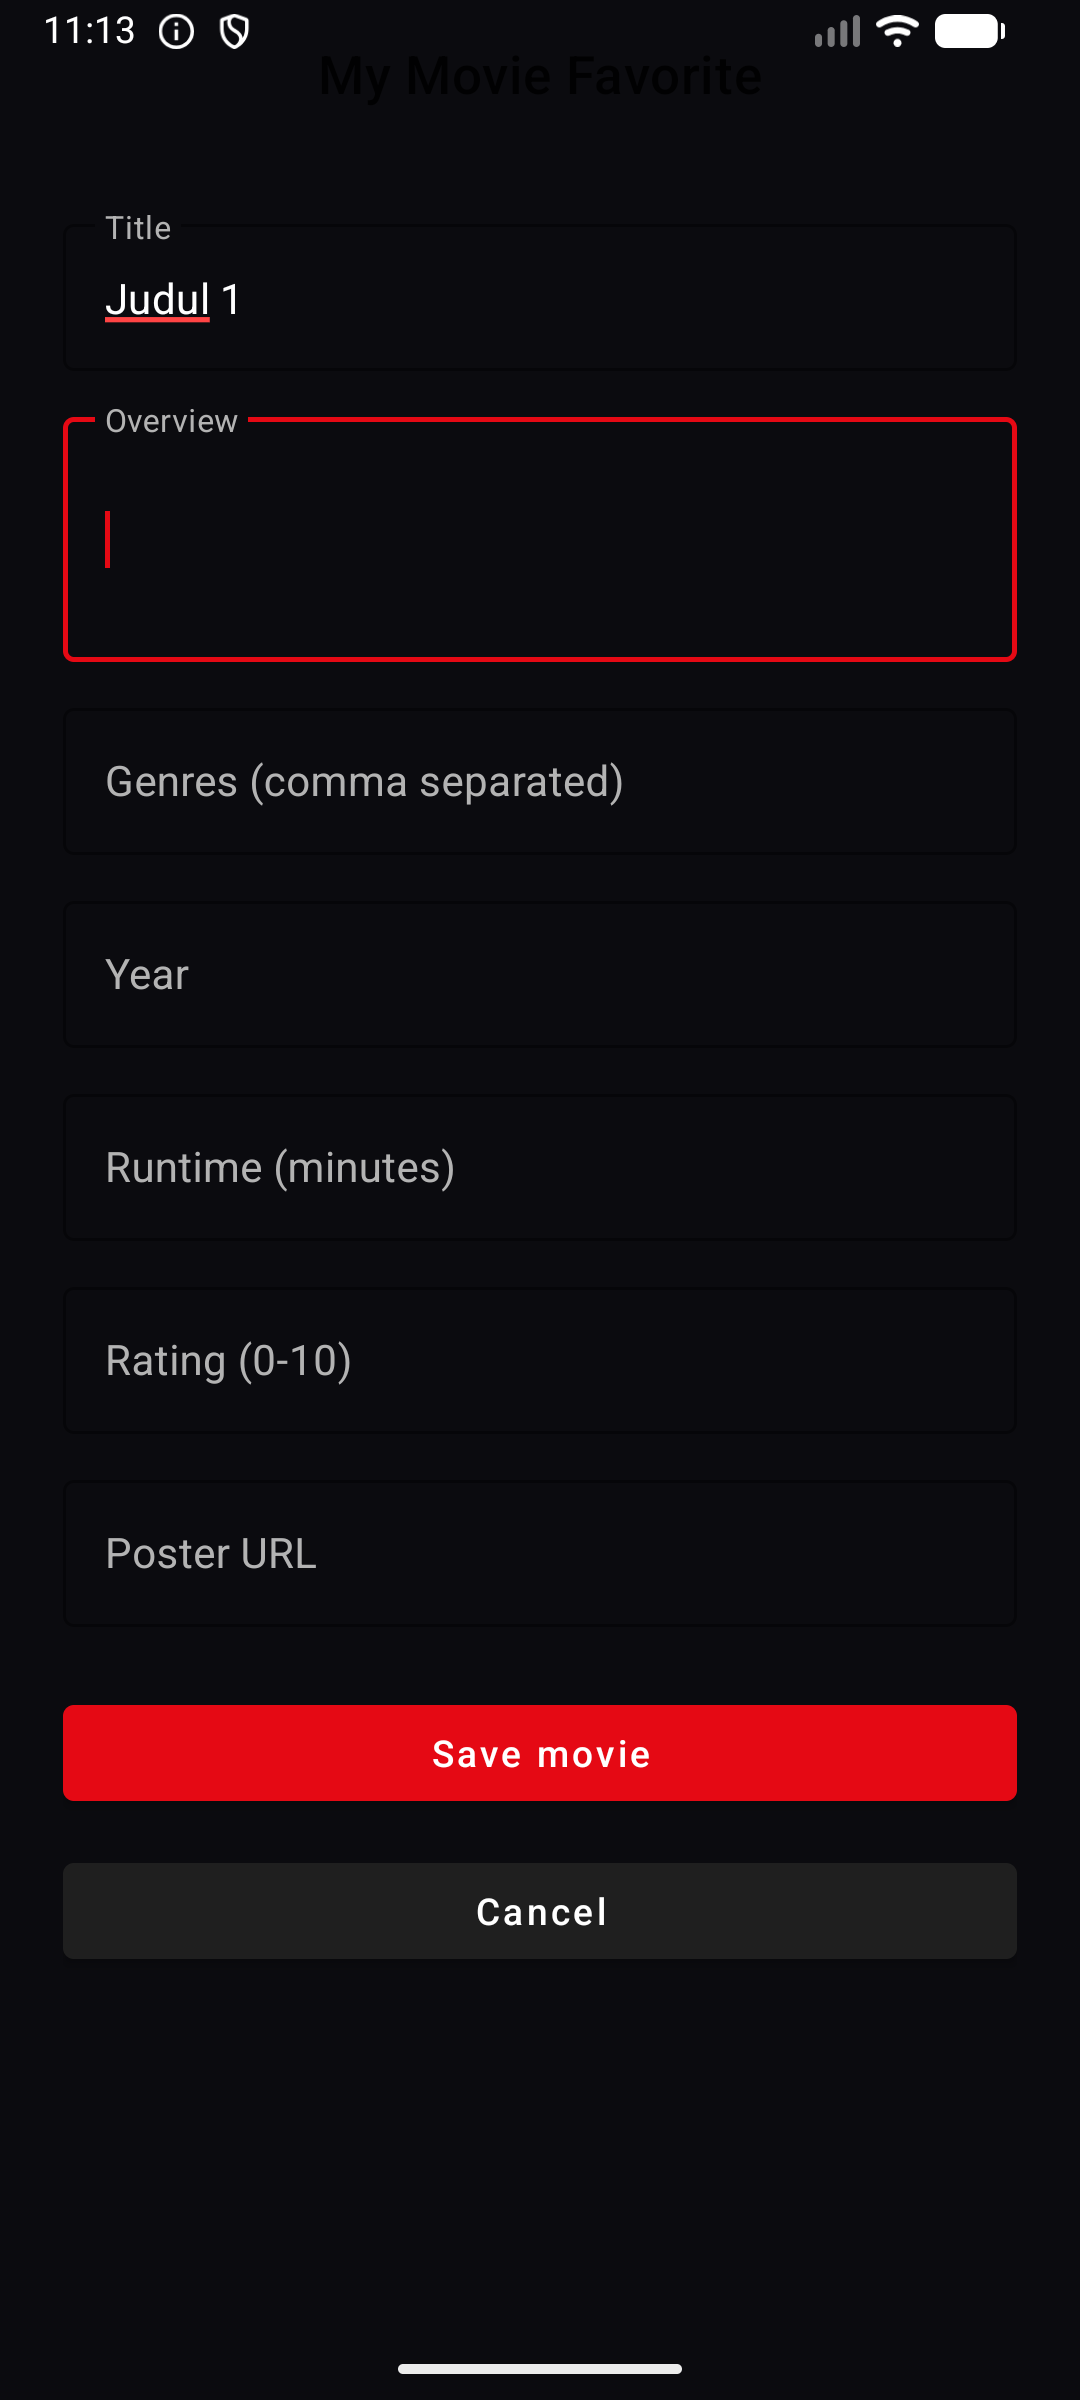 11:13
My Movie Favorite
Title
Judul 1
Overview
Genres (comma separated)
Year
Runtime (minutes)
Rating (0-10)
Poster URL
Save movie
Cancel